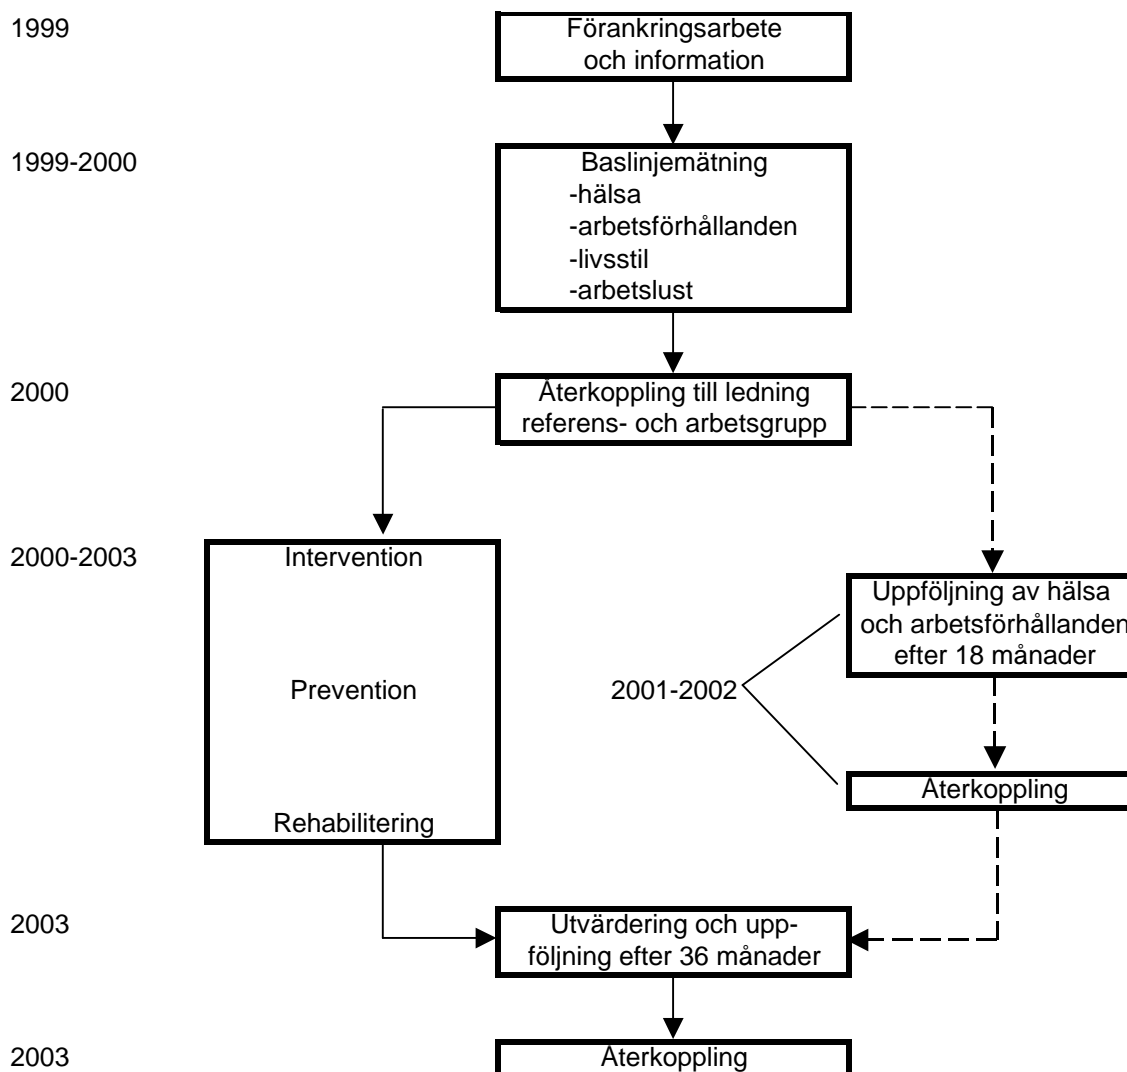 1999
Förankringsarbete
och information
1999-2000
Baslinjemätning
-hälsa
-arbetsförhållanden
-livsstil
-arbetslust
2000
Återkoppling till ledning
referens- och arbetsgrupp
2000-2003
Intervention
Prevention
Rehabilitering
2001-2002
Uppföljning av hälsa
och arbetsförhållanden
efter 18 månader
Återkoppling
2003
Utvärdering och upp-
följning efter 36 månader
2003
Återkoppling